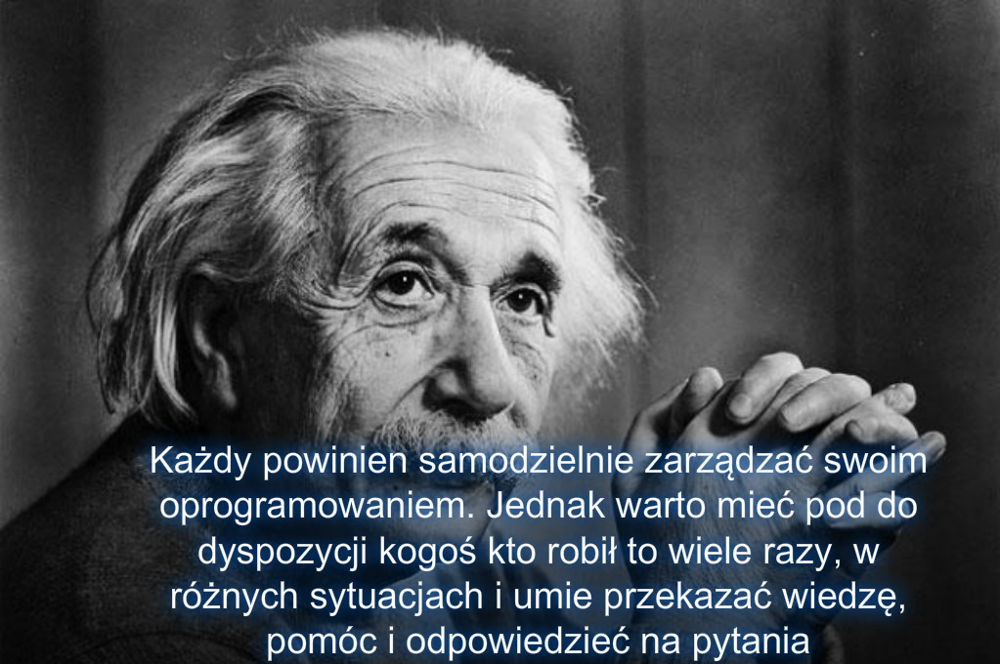 Każdy powinien samodzielnie zarządzać swoim
oprogramowaniem. Jednak warto mieć pod do
dyspozycji kogoś kto robił to wiele razy, w
różnych sytuacjach i umie przekazać wiedzę,
pomóc i odpowiedzieć na pytania